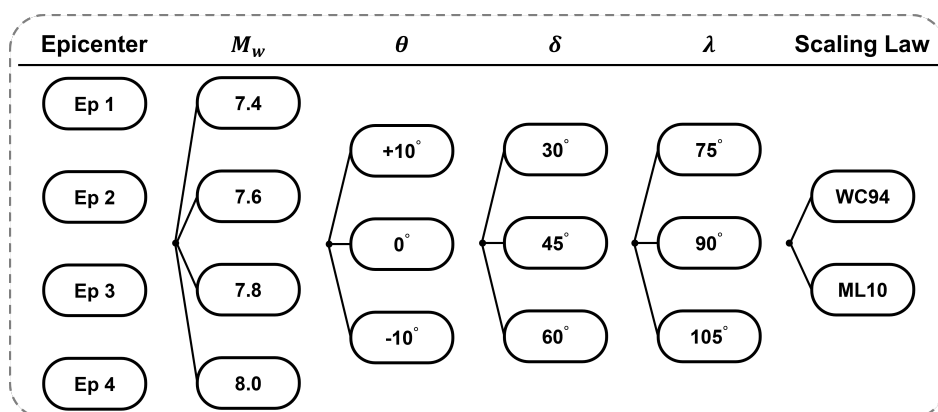 Epicenter M_w θ δ λ Scaling Law
Ep 1 7.4
+10° 30° 75°
Ep 2 7.6 WC94
0° 45° 90°
Ep 3 7.8 ML10
-10° 60° 105°
Ep 4 8.0